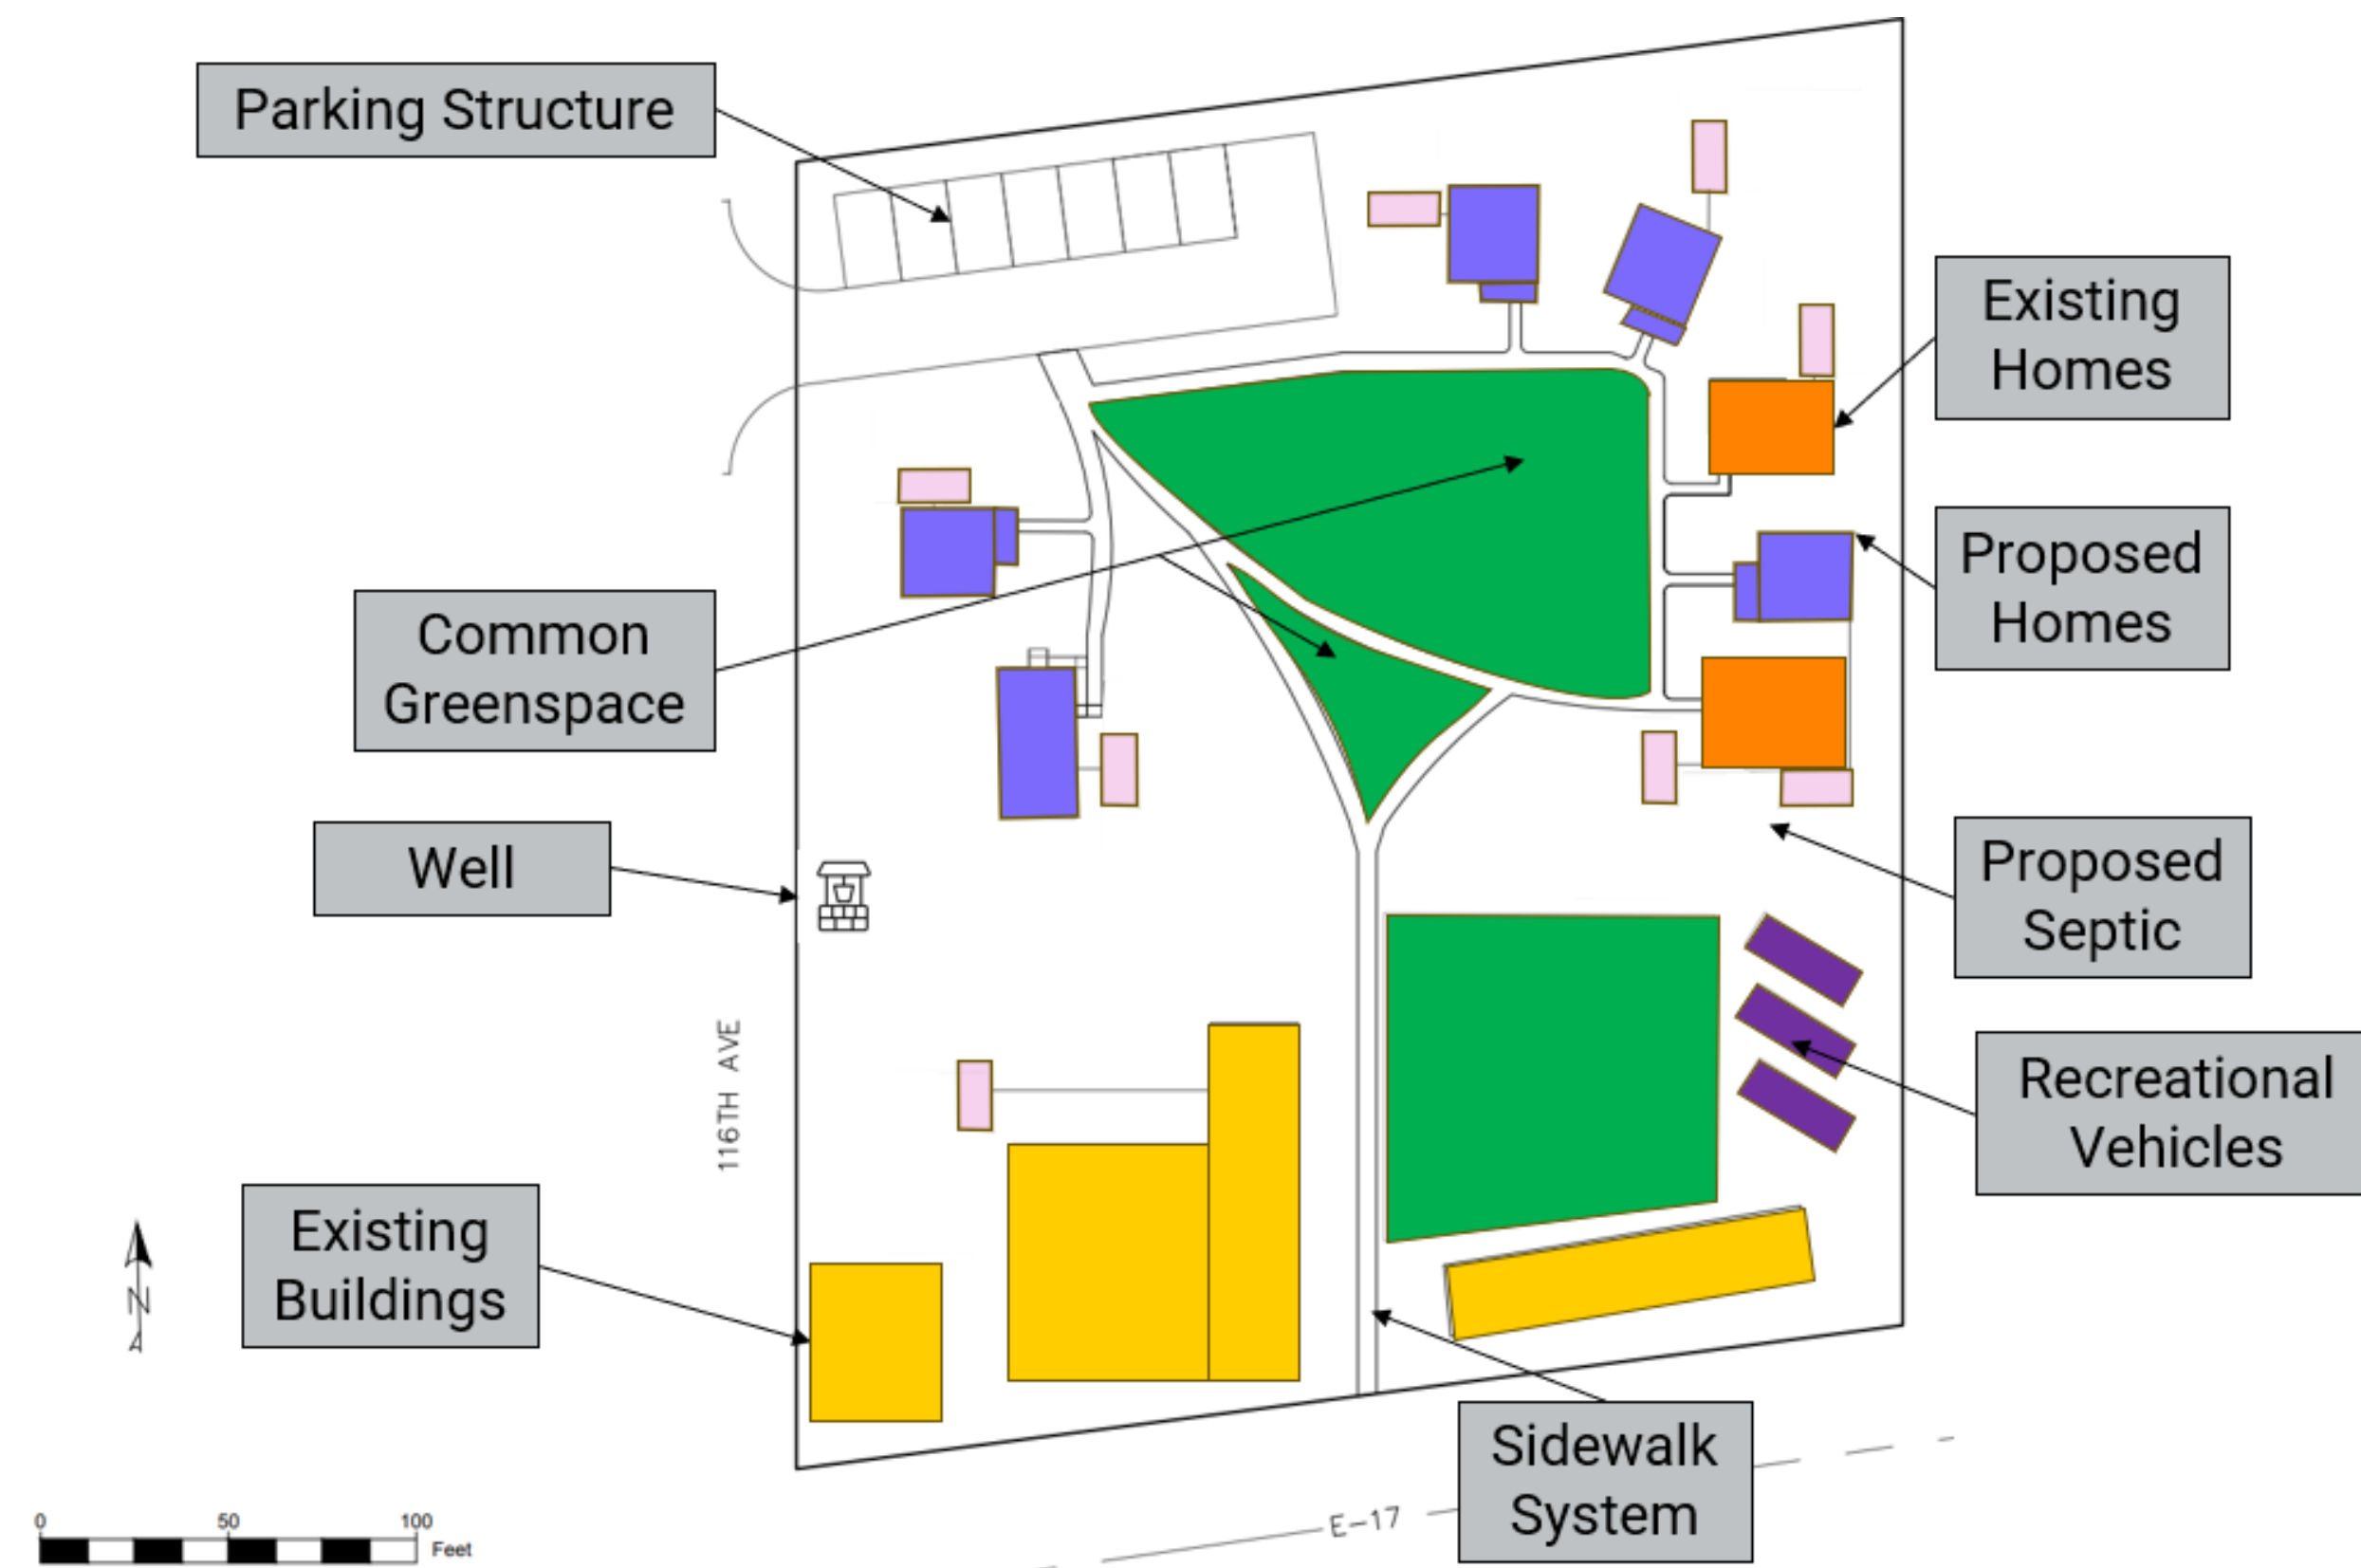 Parking Structure
Existing
Homes
Proposed
Homes
Common
Greenspace
Well
Proposed
Septic
116TH AVE
Recreational
Vehicles
Existing
Buildings
N
Sidewalk
System
E-17
0 50 100
Feet